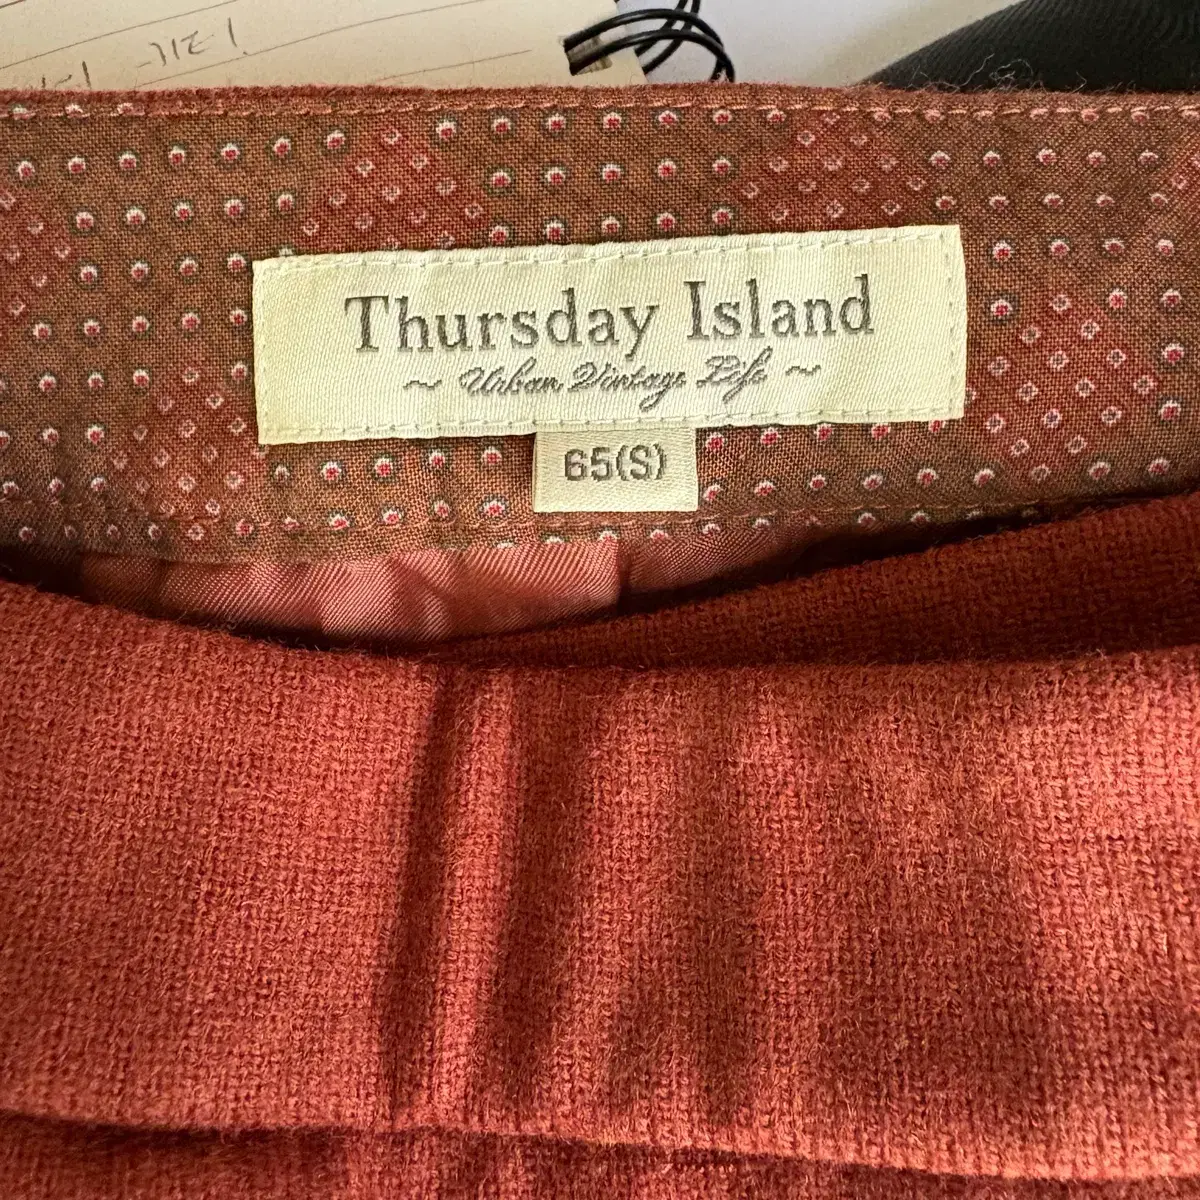 Thursday Island
~ Urban Vintage Life ~
65(S)